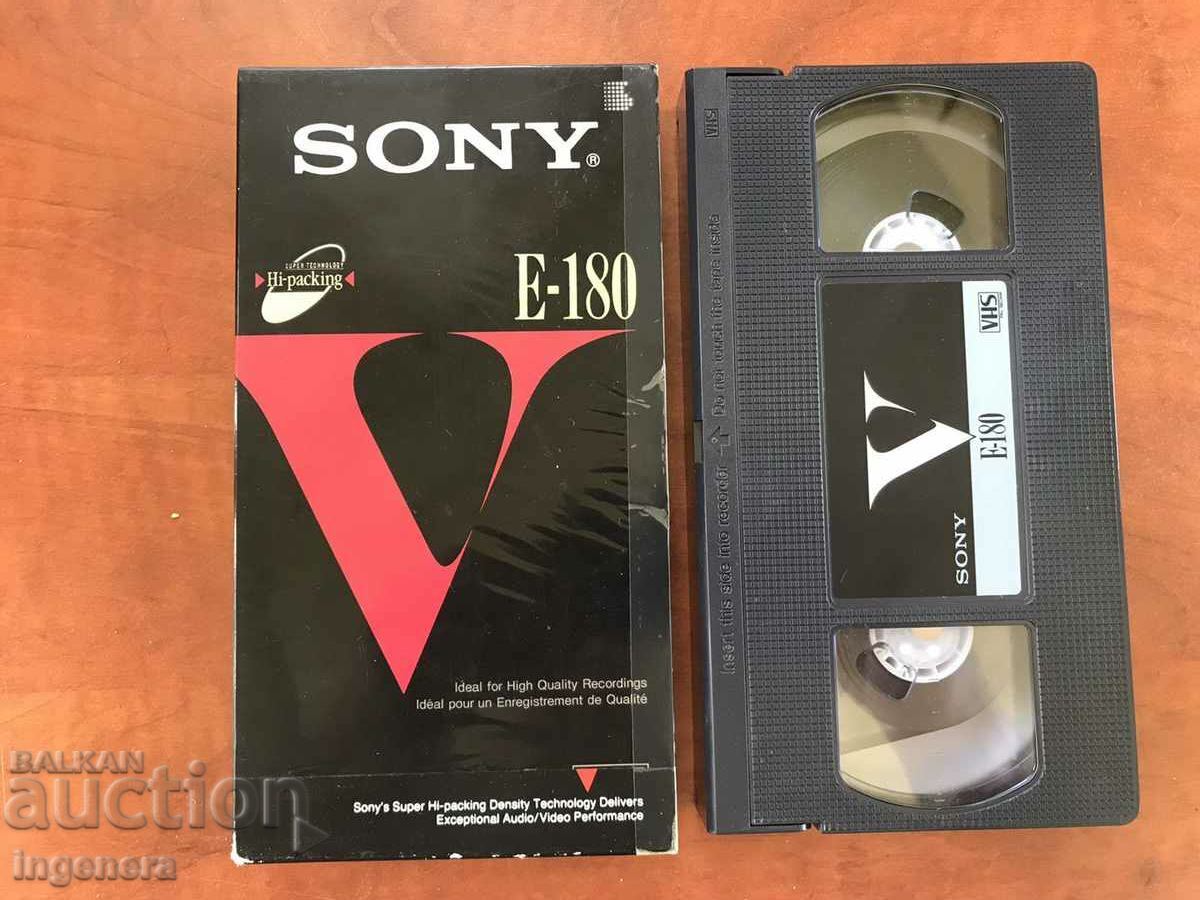 SONY®
SUPER TECHNOLOGY
Hi-packing
E-180
V
Ideal for High Quality Recordings
Idéal pour un Enregistrement de Qualité
Sony's Super Hi-packing Density Technology Delivers
Exceptional Audio/Video Performance
VHS
Insert this side into recorder Do not touch the tape inside
SONY
V
E-180
VHS
BALKAN
auction
ingenera